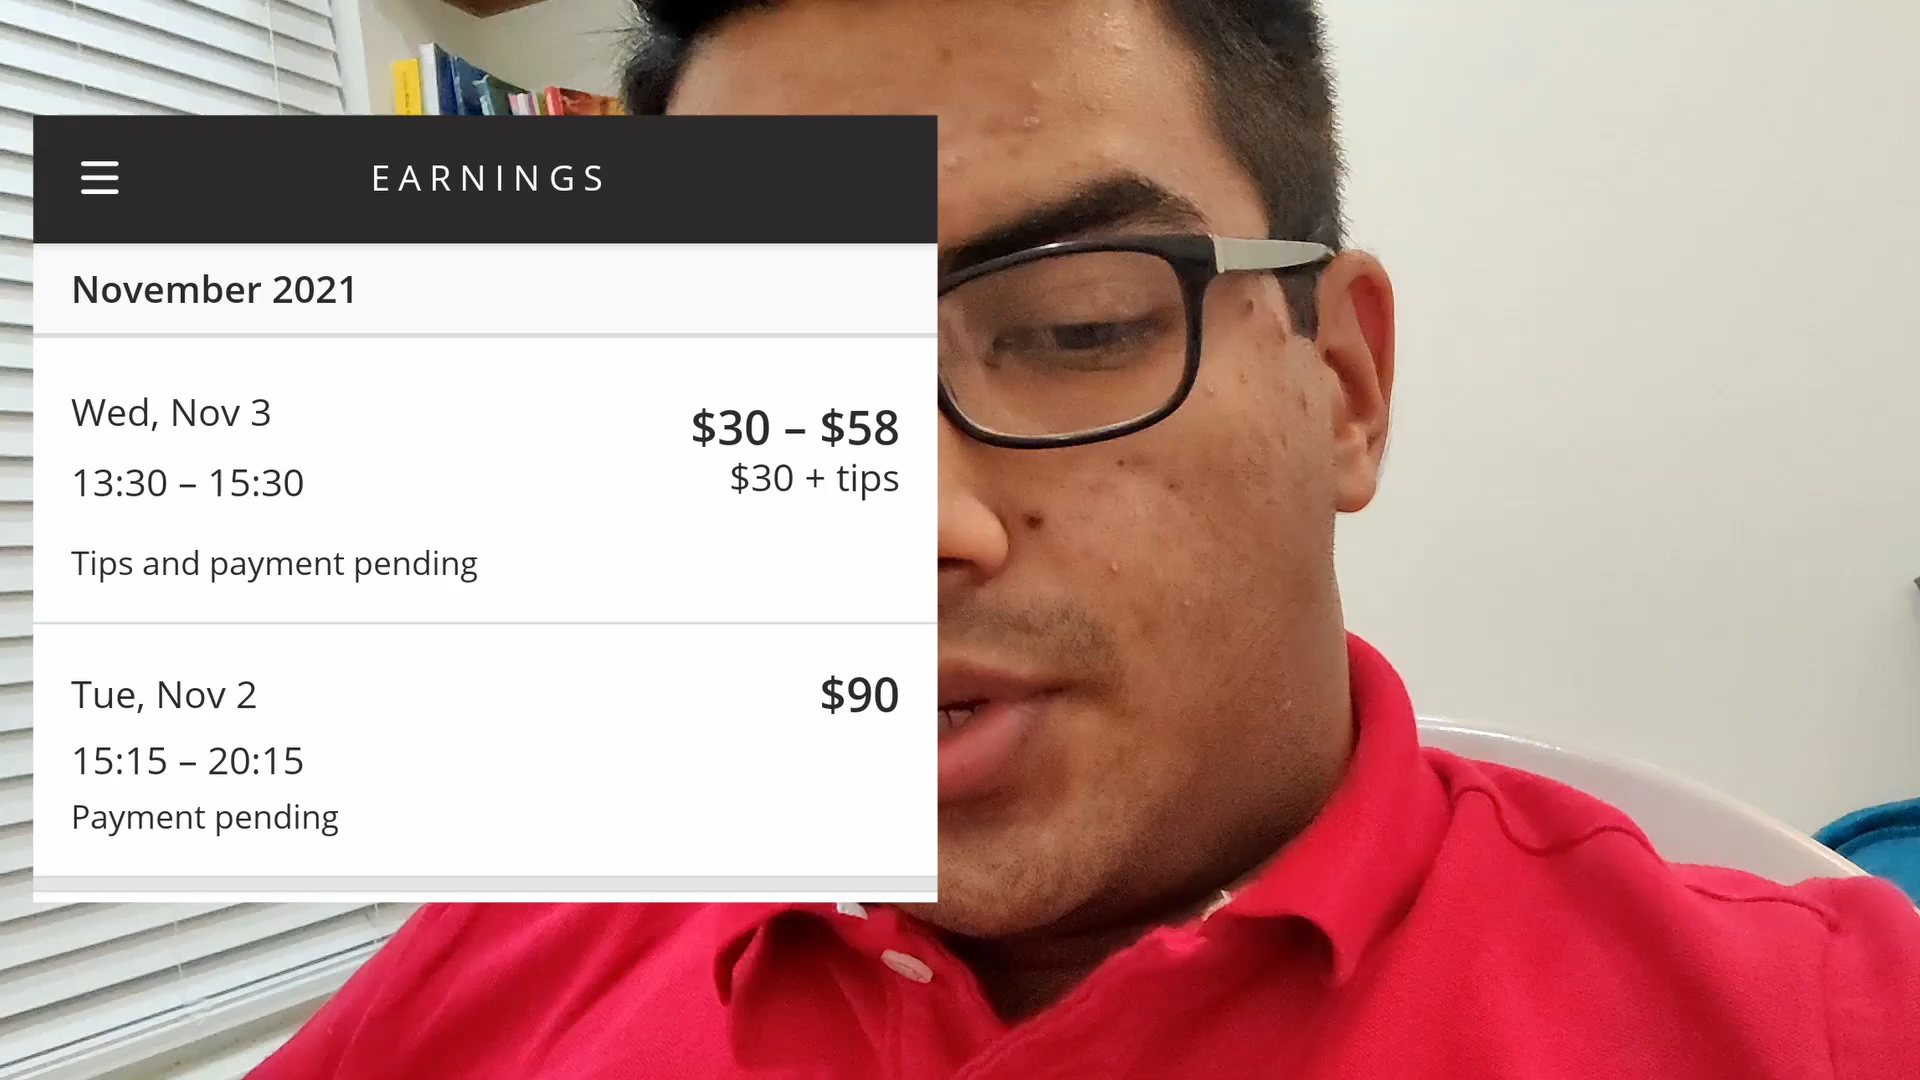 EARNINGS
November 2021
Wed, Nov 3
$30 – $58
13:30 – 15:30
$30 + tips
Tips and payment pending
Tue, Nov 2
$90
15:15 – 20:15
Payment pending